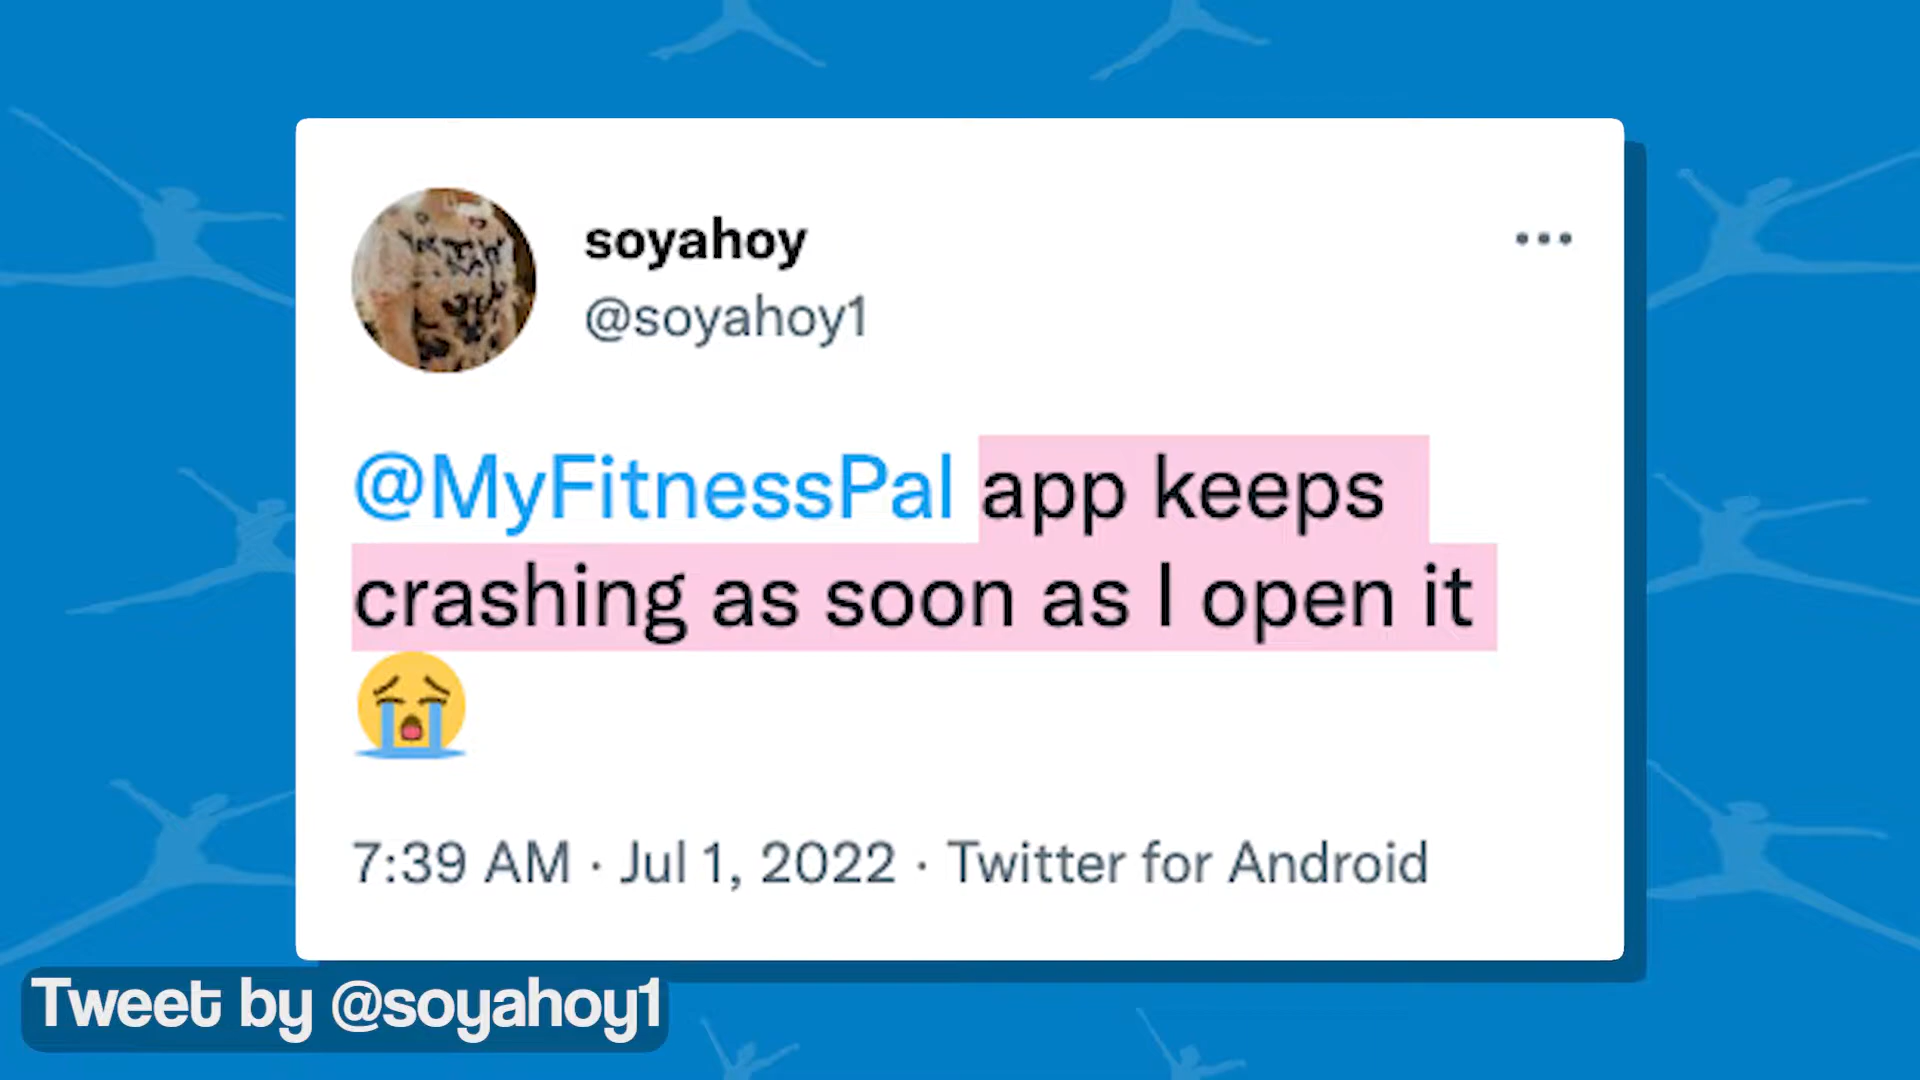 soyahoy
@soyahoy1
@MyFitnessPal app keeps
crashing as soon as I open it
😭
7:39 AM · Jul 1, 2022 · Twitter for Android
Tweet by @soyahoy1